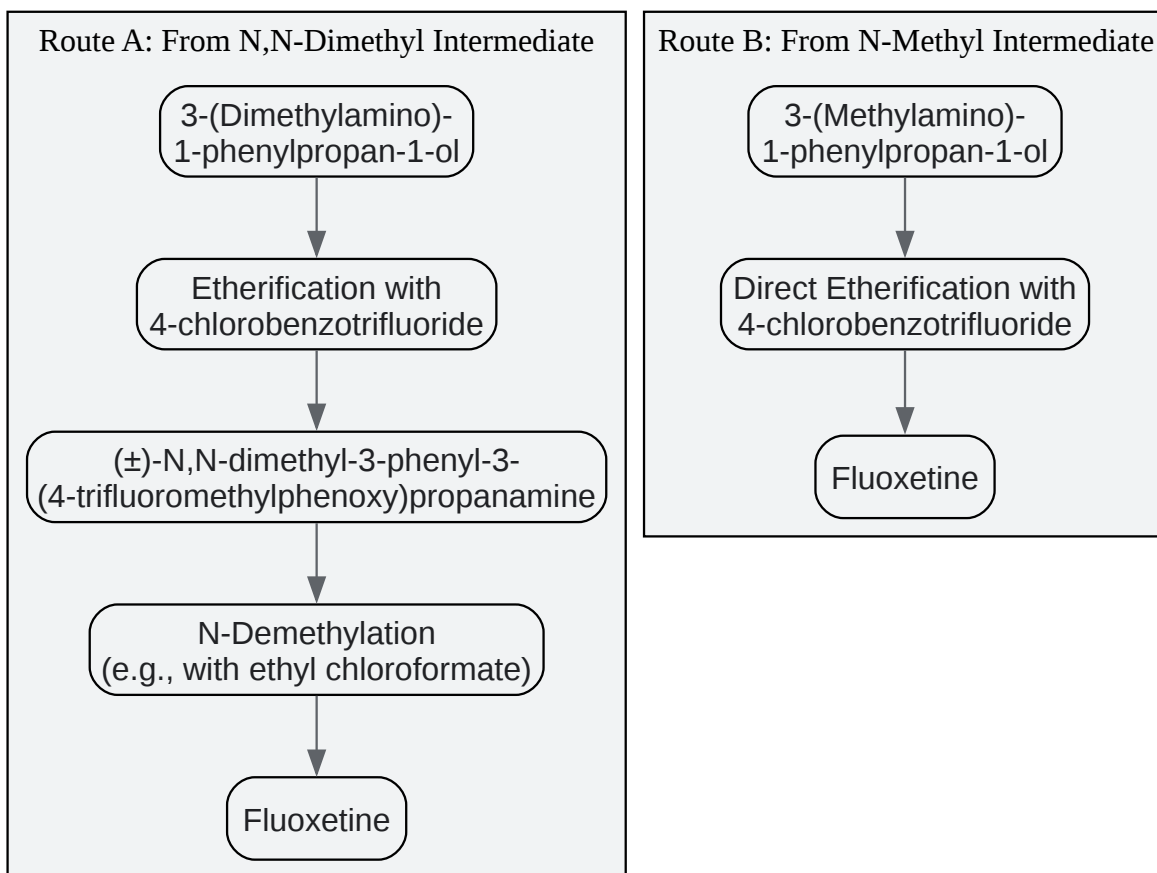 Route A: From N,N-Dimethyl Intermediate
3-(Dimethylamino)-
1-phenylpropan-1-ol
Etherification with
4-chlorobenzotrifluoride
(±)-N,N-dimethyl-3-phenyl-3-
(4-trifluoromethylphenoxy)propanamine
N-Demethylation
(e.g., with ethyl chloroformate)
Fluoxetine
Route B: From N-Methyl Intermediate
3-(Methylamino)-
1-phenylpropan-1-ol
Direct Etherification with
4-chlorobenzotrifluoride
Fluoxetine